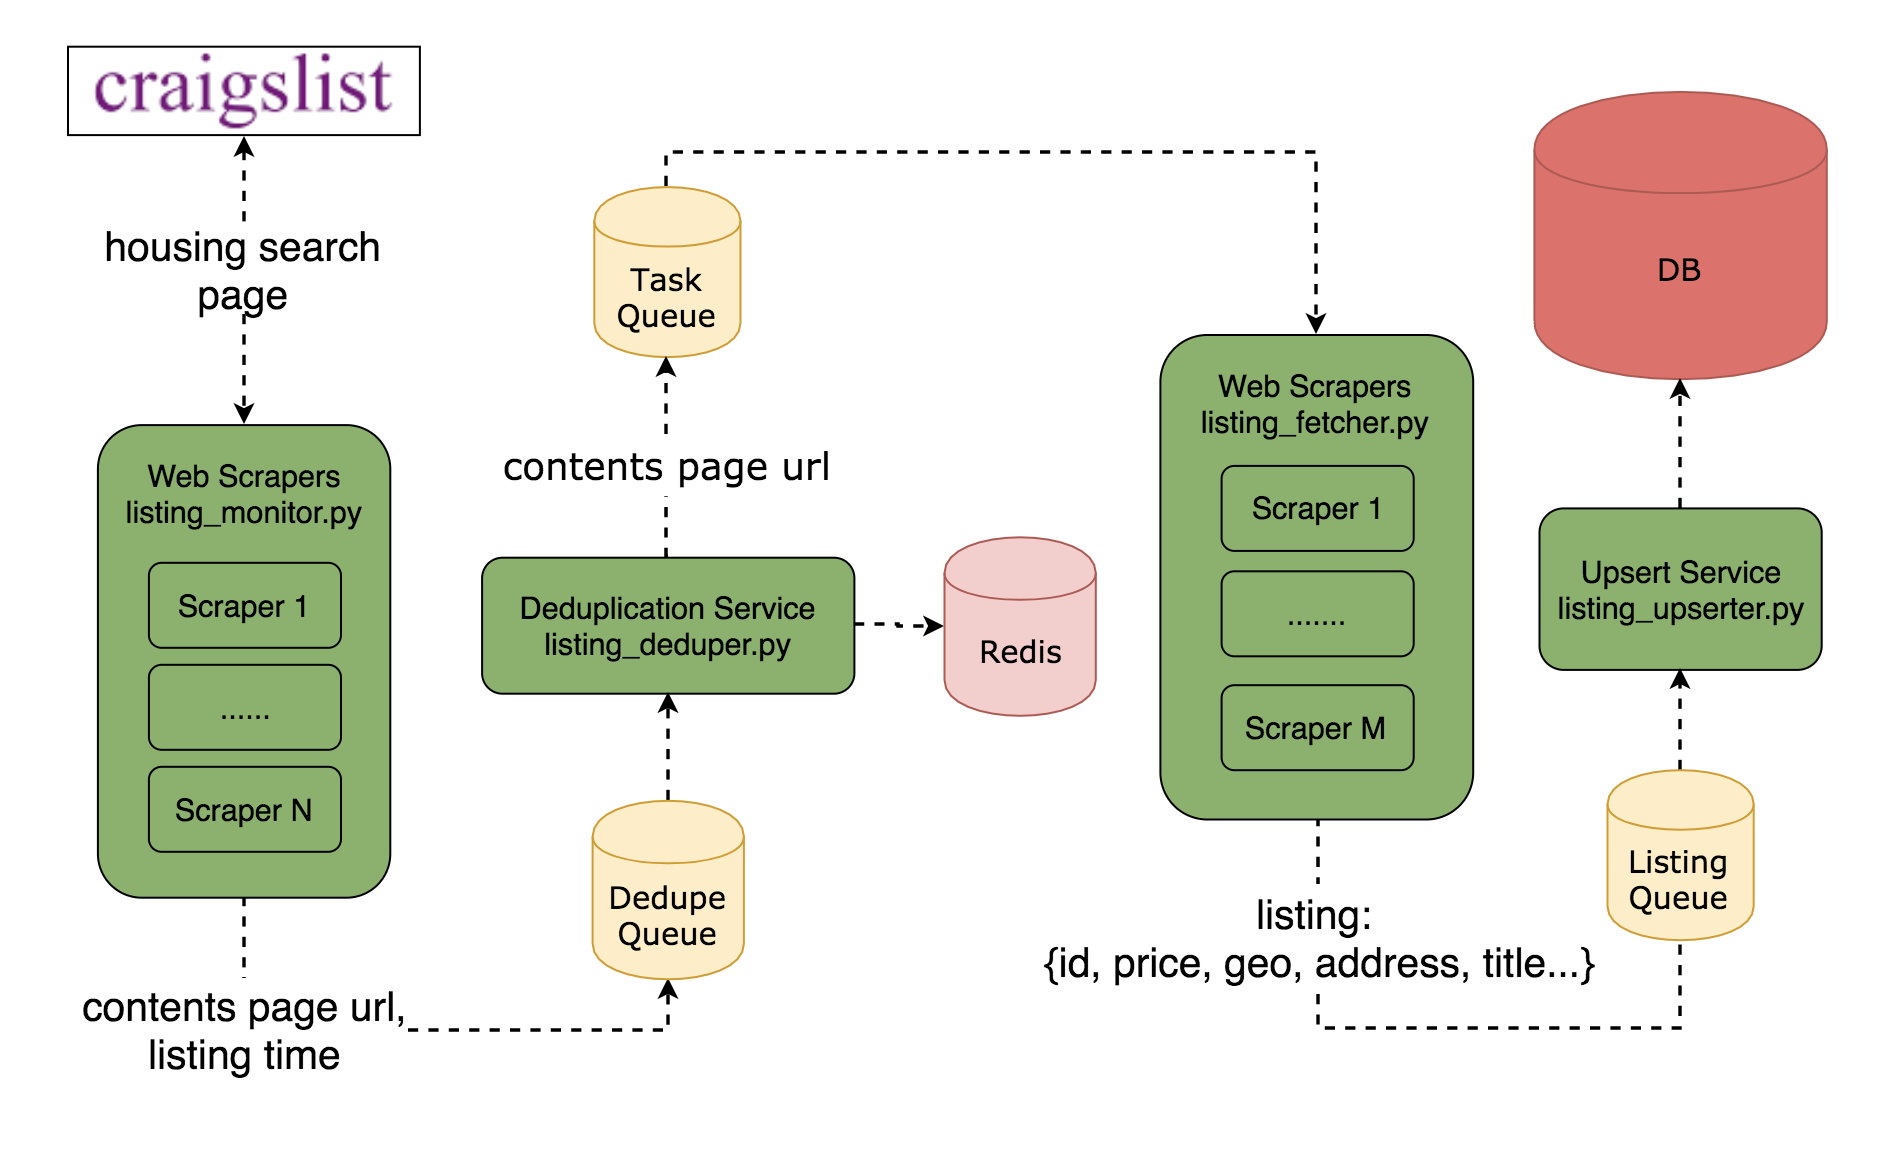 craigslist
housing search
page
Web Scrapers
listing_monitor.py
Scraper 1
......
Scraper N
contents page url,
listing time
Task
Queue
contents page url
Deduplication Service
listing_deduper.py
Redis
Dedupe
Queue
Web Scrapers
listing_fetcher.py
Scraper 1
.......
Scraper M
listing:
{id, price, geo, address, title...}
DB
Upsert Service
listing_upserter.py
Listing
Queue